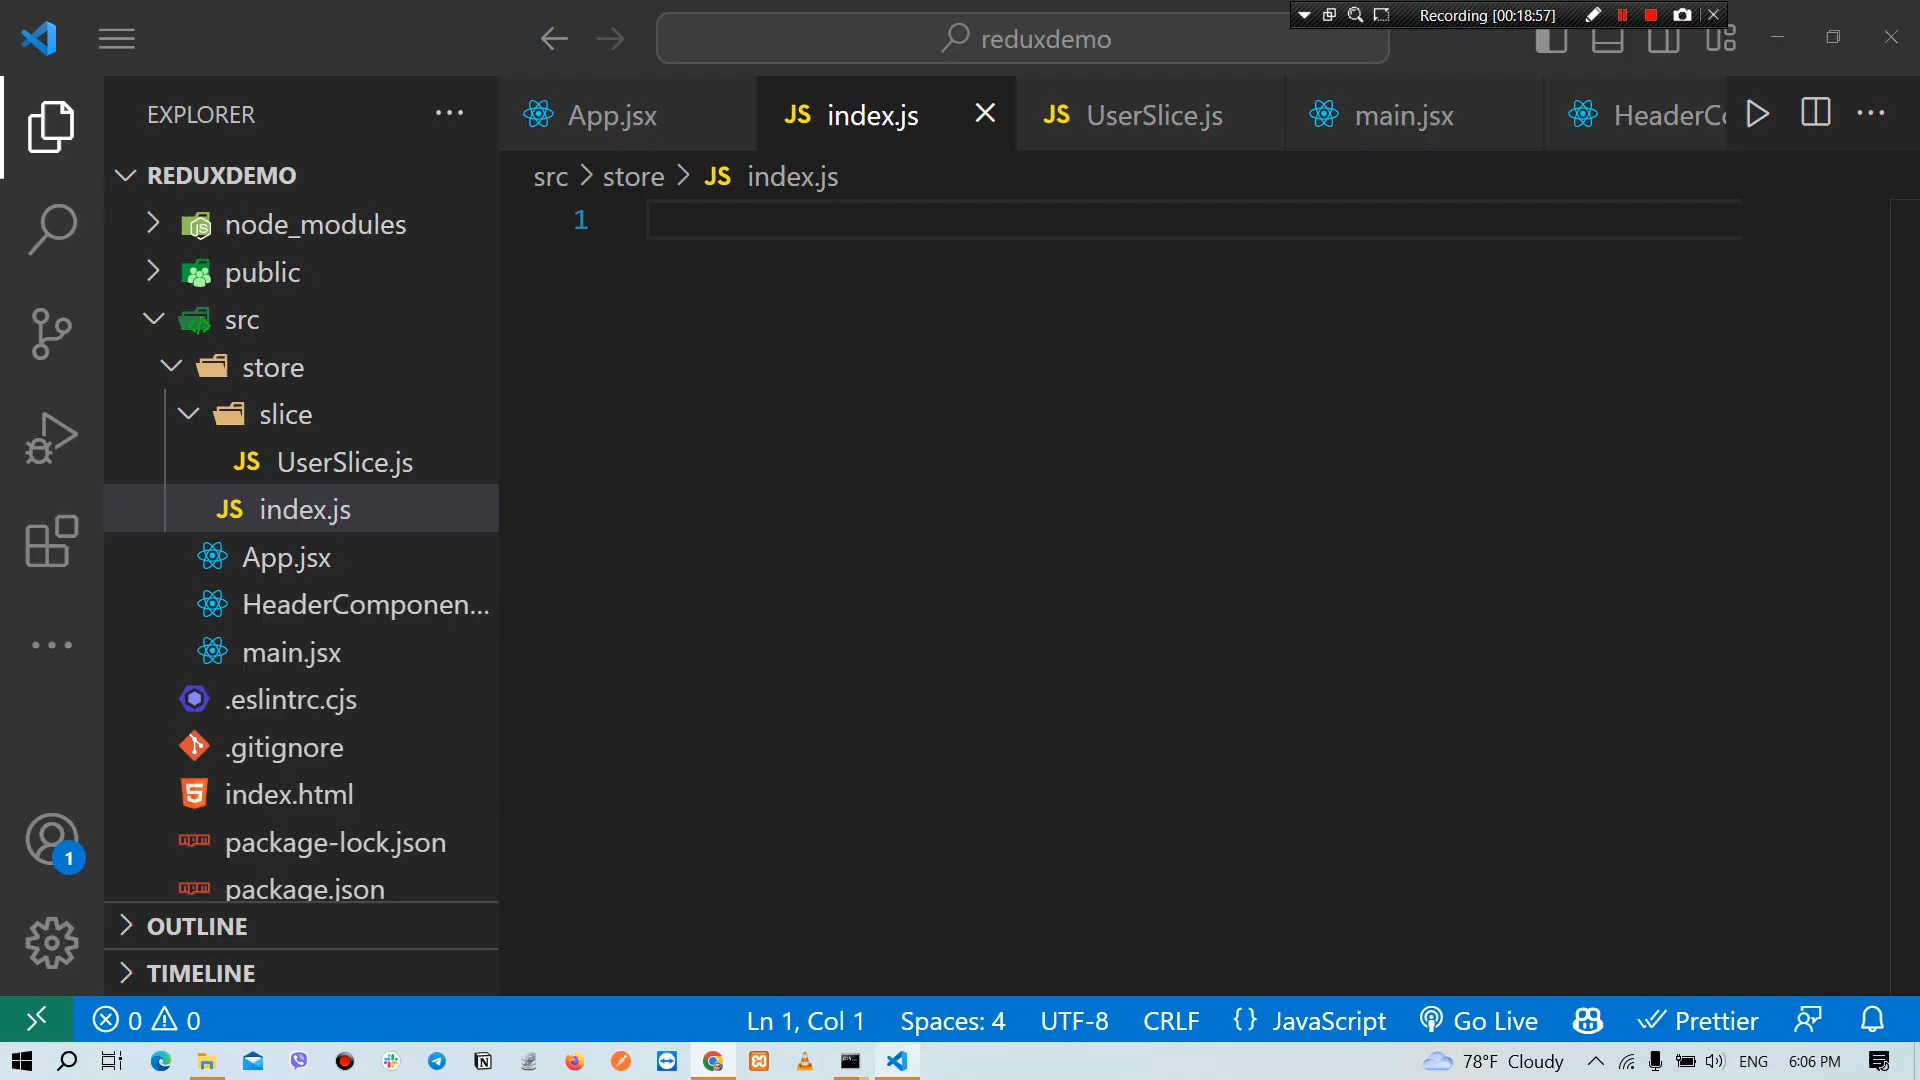 reduxdemo
Recording [00:18:57]
EXPLORER
App.jsx
JS index.js
JS UserSlice.js
main.jsx
HeaderCo
REDUXDEMO
src > store > JS index.js
1
node_modules
public
src
store
slice
JS UserSlice.js
JS index.js
App.jsx
HeaderComponen...
main.jsx
.eslintrc.cjs
.gitignore
5 index.html
package-lock.json
package.json
1
OUTLINE
TIMELINE
0 0
Ln 1, Col 1
Spaces: 4
UTF-8
CRLF
{} JavaScript
Go Live
Prettier
78°F Cloudy
ENG
6:06 PM